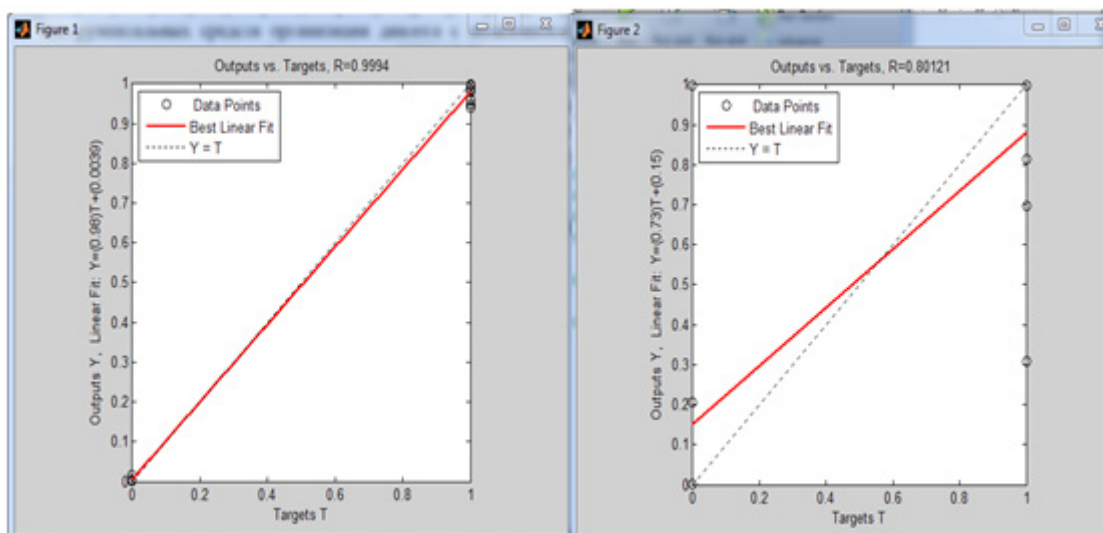 Figure 1
Outputs vs. Targets, R=0.9994
Data Points
Best Linear Fit
Y = T
Outputs Y, Linear Fit: Y=(0.98)T+(0.0039)
1
0.9
0.8
0.7
0.6
0.5
0.4
0.3
0.2
0.1
0
0 0.2 0.4 0.6 0.8 1
Targets T
Figure 2
Outputs vs. Targets, R=0.80121
Data Points
Best Linear Fit
Y = T
Outputs Y, Linear Fit: Y=(0.73)T+(0.15)
1
0.9
0.8
0.7
0.6
0.5
0.4
0.3
0.2
0.1
0
0 0.2 0.4 0.6 0.8 1
Targets T